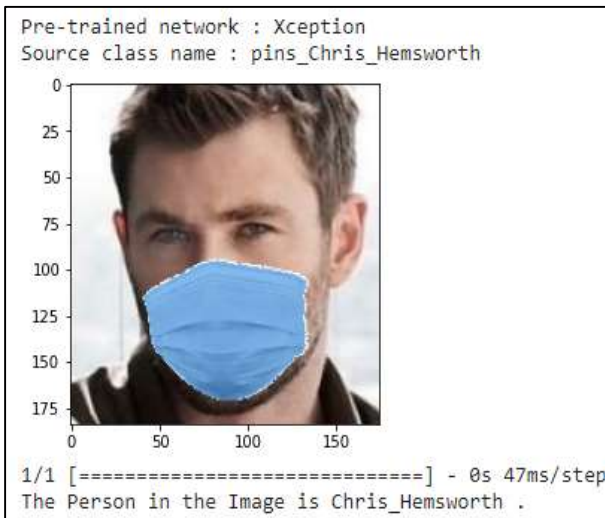 Pre-trained network : Xception
Source class name : pins_Chris_Hemsworth
0
25
50
75
100
125
150
175
0 50 100 150
1/1 [==============================] - 0s 47ms/step
The Person in the Image is Chris_Hemsworth .